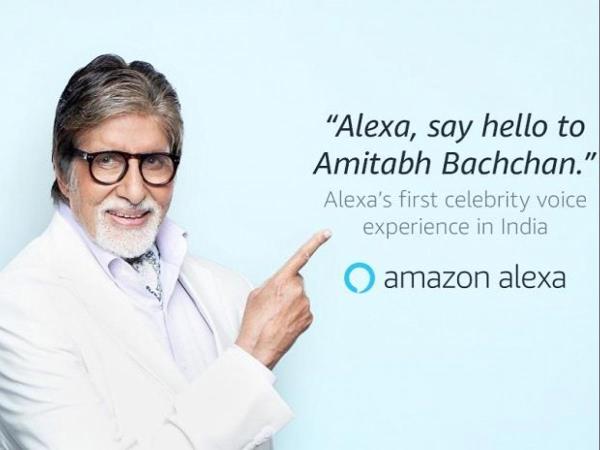 “Alexa, say hello to
Amitabh Bachchan.”
Alexa’s first celebrity voice
experience in India
amazon alexa